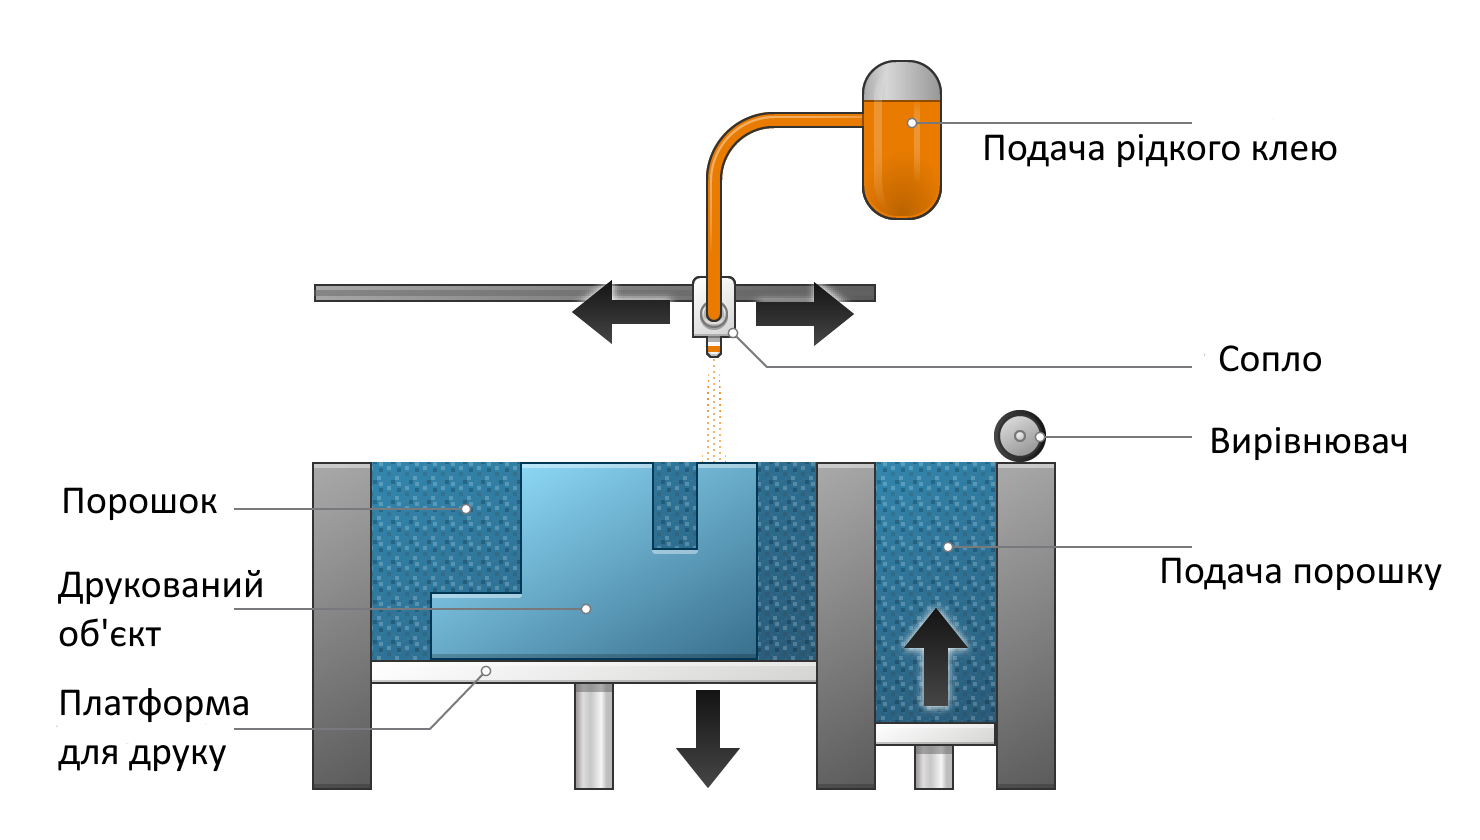 Подача рідкого клею
Сопло
Вирівнювач
Порошок
Подача порошку
Друкований
об'єкт
Платформа
для друку